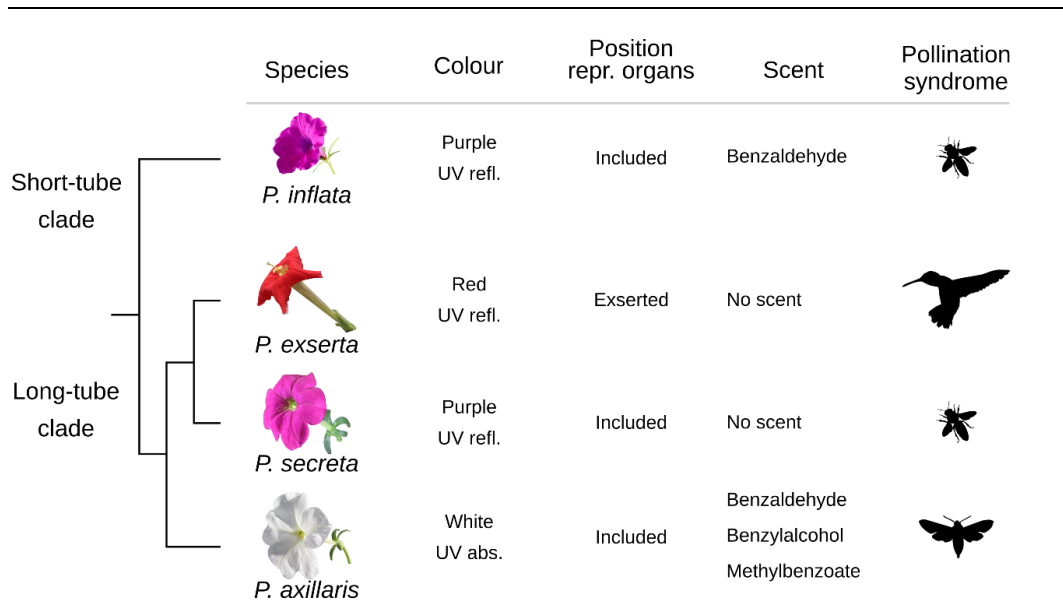 Species
Colour
Position
repr. organs
Scent
Pollination
syndrome
Short-tube
clade
Purple
UV refl.
Included
Benzaldehyde
P. inflata
Red
UV refl.
Exserted
No scent
P. exserta
Long-tube
clade
Purple
UV refl.
Included
No scent
P. secreta
White
UV abs.
Included
Benzaldehyde
Benzylalcohol
Methylbenzoate
P. axillaris